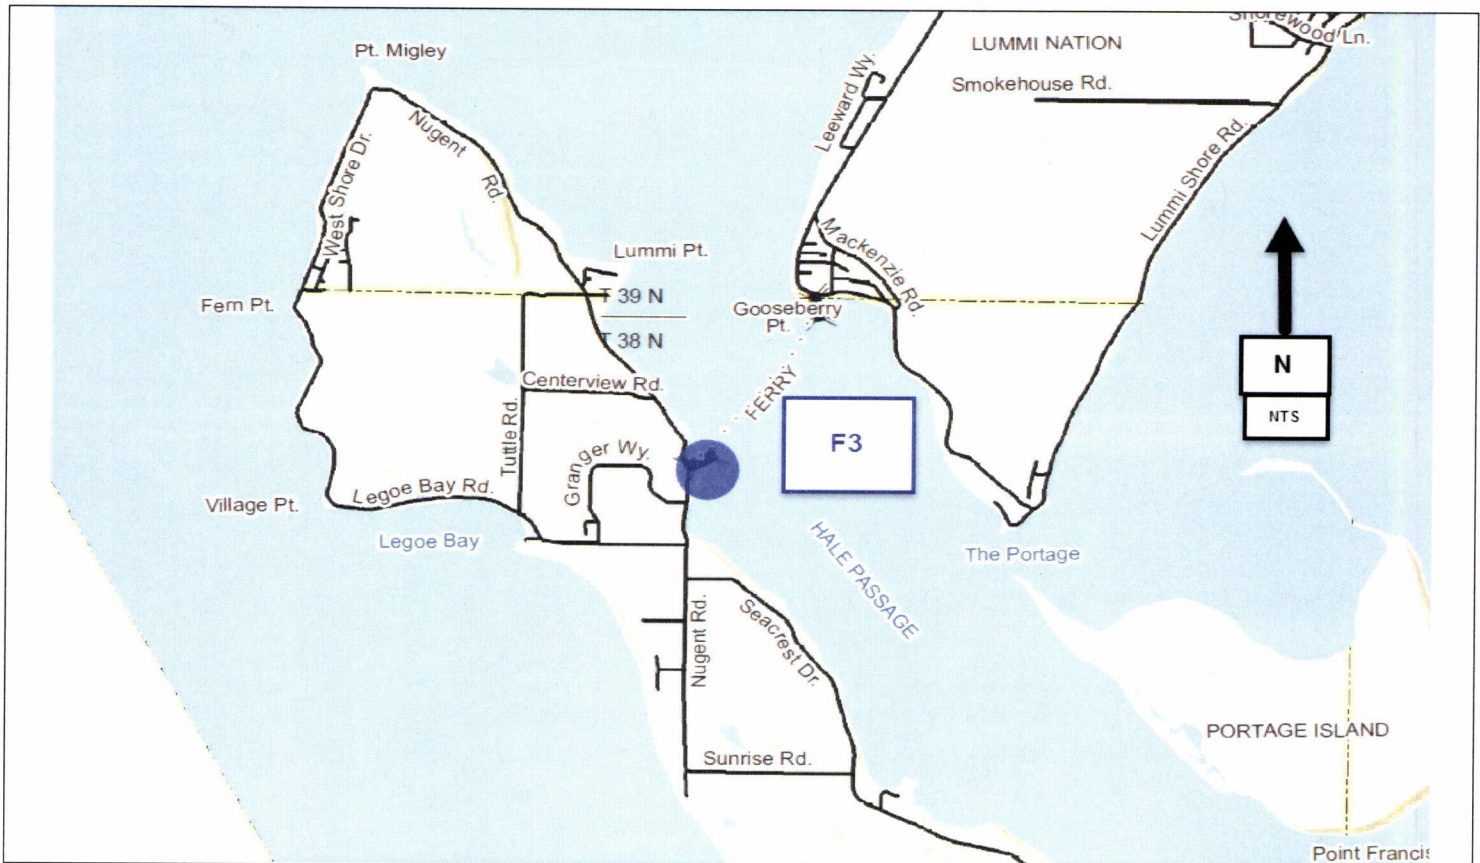 Shorewood Ln.
Pt. Migley
LUMMI NATION
Leeward Wy.
Smokehouse Rd.
Nugent
Rd.
West Shore Dr.
Lummi Shore Rd.
Mackenzie Rd.
Lummi Pt.
T 39 N
Fern Pt.
Gooseberry
Pt.
T 38 N
N
Centerview Rd.
FERRY
NTS
Tuttle Rd.
Granger Wy.
F3
Village Pt.
Legoe Bay Rd.
Legoe Bay
HALE PASSAGE
The Portage
Nugent Rd.
Seacrest Dr.
PORTAGE ISLAND
Sunrise Rd.
Point Francis